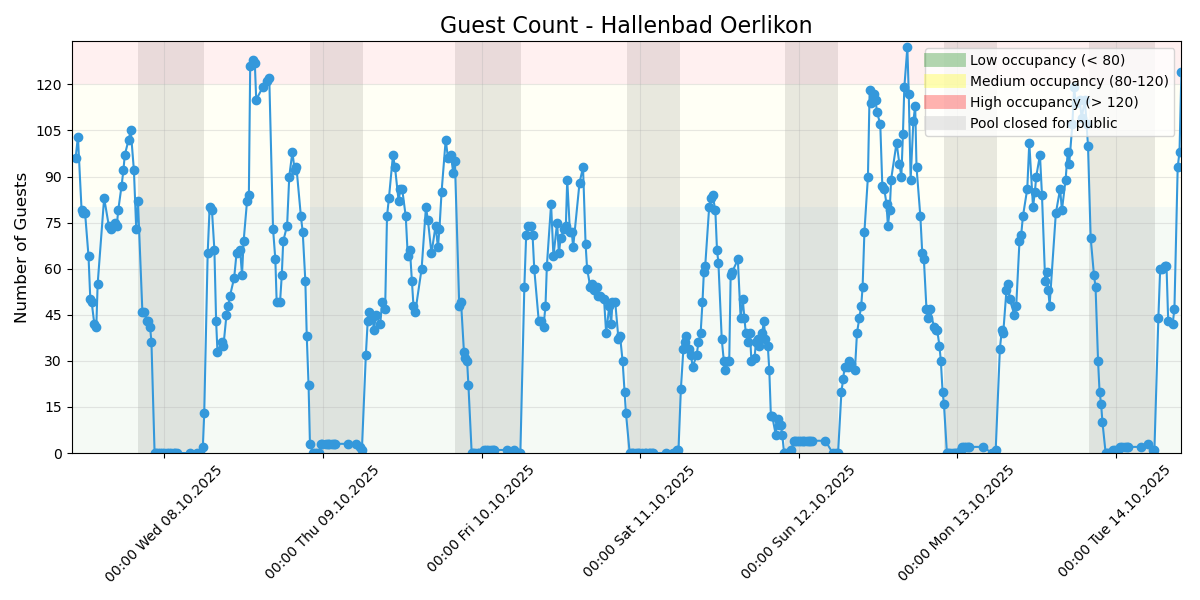 Guest Count - Hallenbad Oerlikon
Number of Guests
120
105
90
75
60
45
30
15
0
Low occupancy (< 80)
Medium occupancy (80-120)
High occupancy (> 120)
Pool closed for public
00:00 Wed 08.10.2025
00:00 Thu 09.10.2025
00:00 Fri 10.10.2025
00:00 Sat 11.10.2025
00:00 Sun 12.10.2025
00:00 Mon 13.10.2025
00:00 Tue 14.10.2025